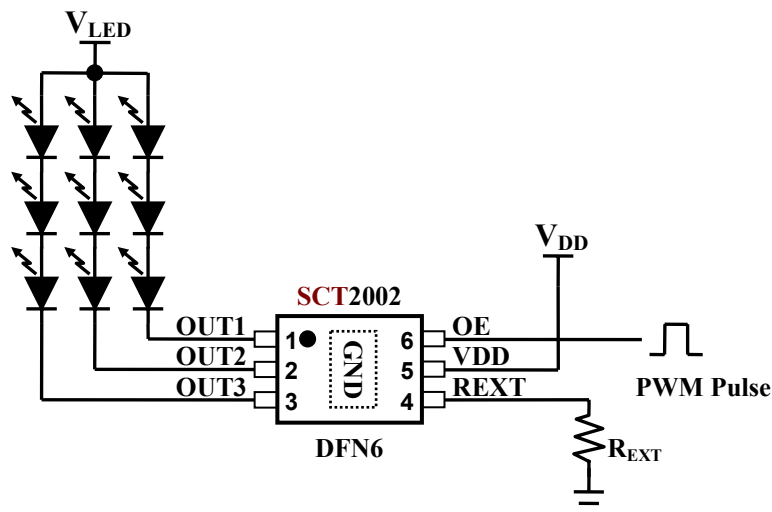 VLED
VDD
SCT2002
OUT1
OUT2
OUT3
1
2
3
GND
6
5
4
OE
VDD
REXT
PWM Pulse
DFN6
REXT